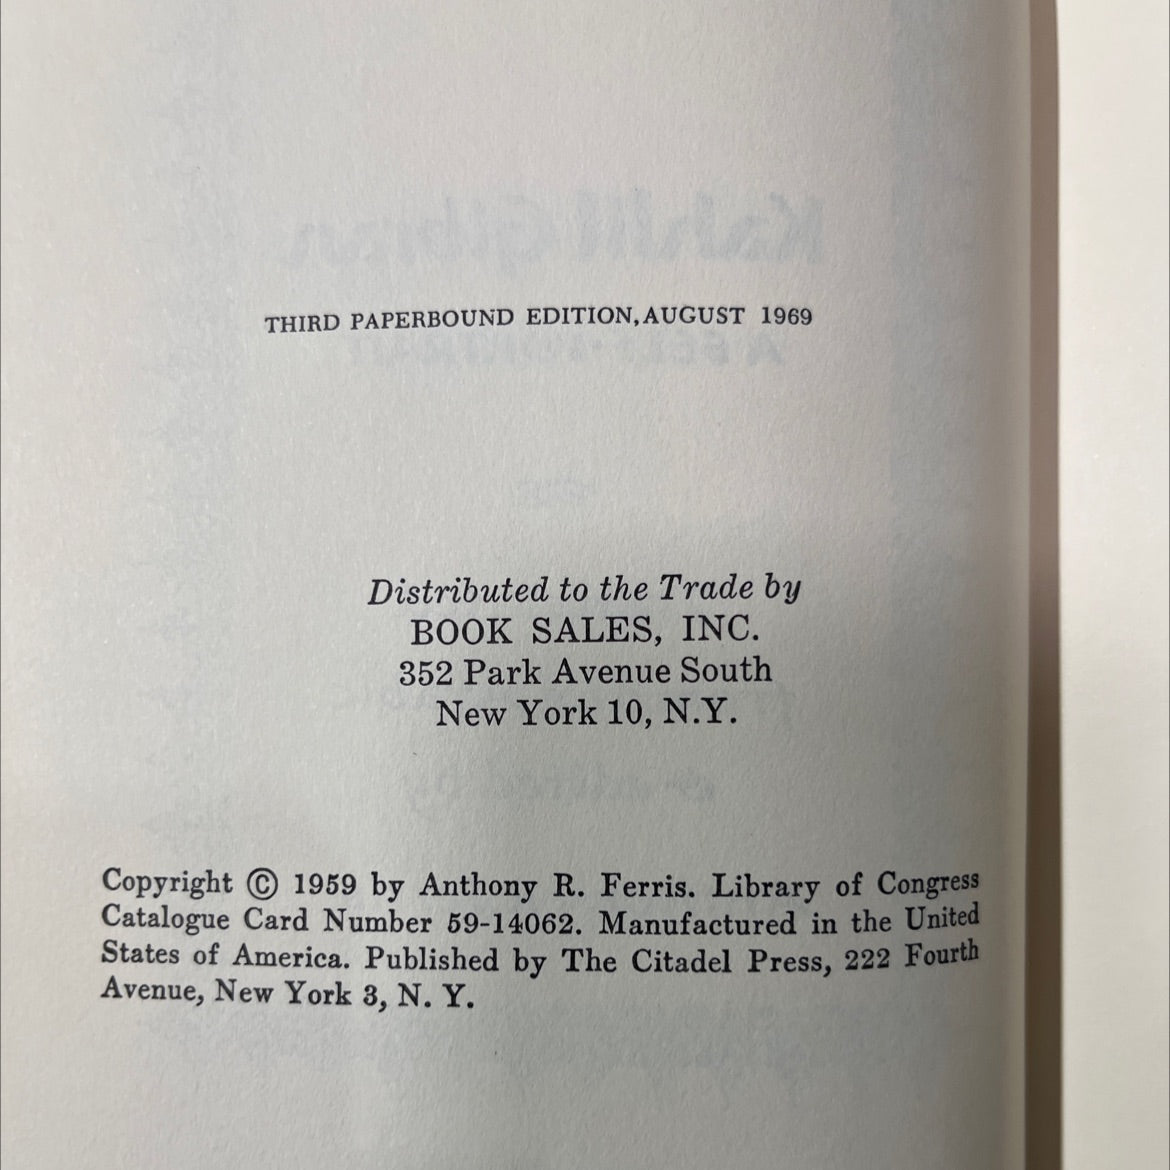 THIRD PAPERBOUND EDITION, AUGUST 1969
Distributed to the Trade by
BOOK SALES, INC.
352 Park Avenue South
New York 10, N.Y.
Copyright © 1959 by Anthony R. Ferris. Library of Congress
Catalogue Card Number 59-14062. Manufactured in the United
States of America. Published by The Citadel Press, 222 Fourth
Avenue, New York 3, N. Y.